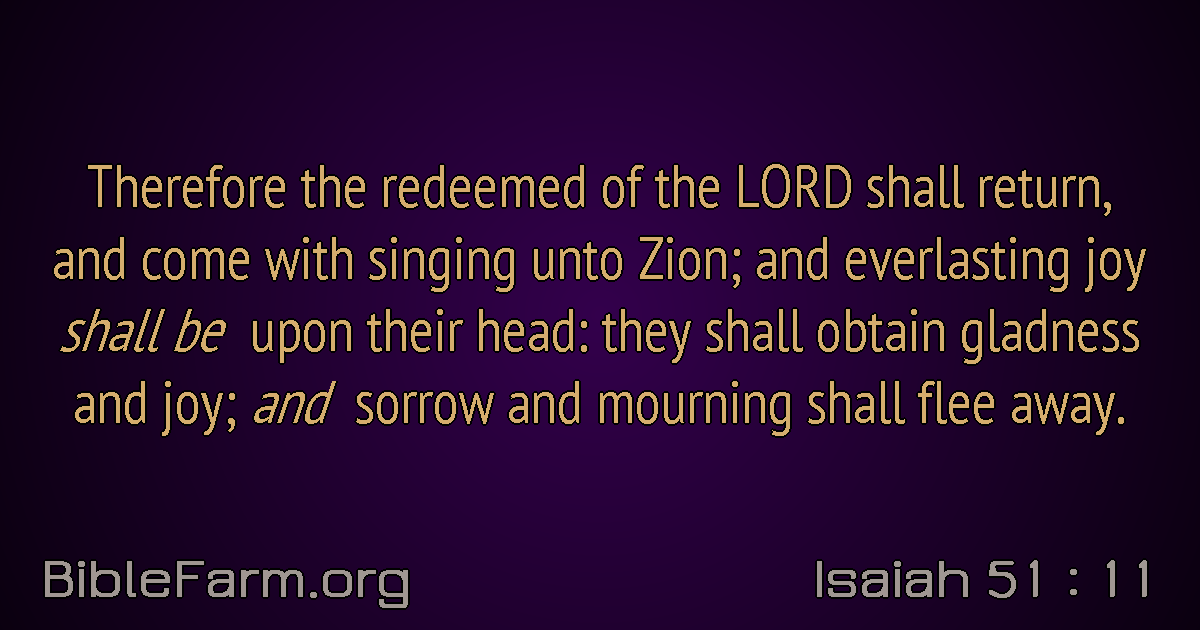 Therefore the redeemed of the LORD shall return,
and come with singing unto Zion; and everlasting joy
shall be upon their head: they shall obtain gladness
and joy; and sorrow and mourning shall flee away.
BibleFarm.org
Isaiah 51 : 11